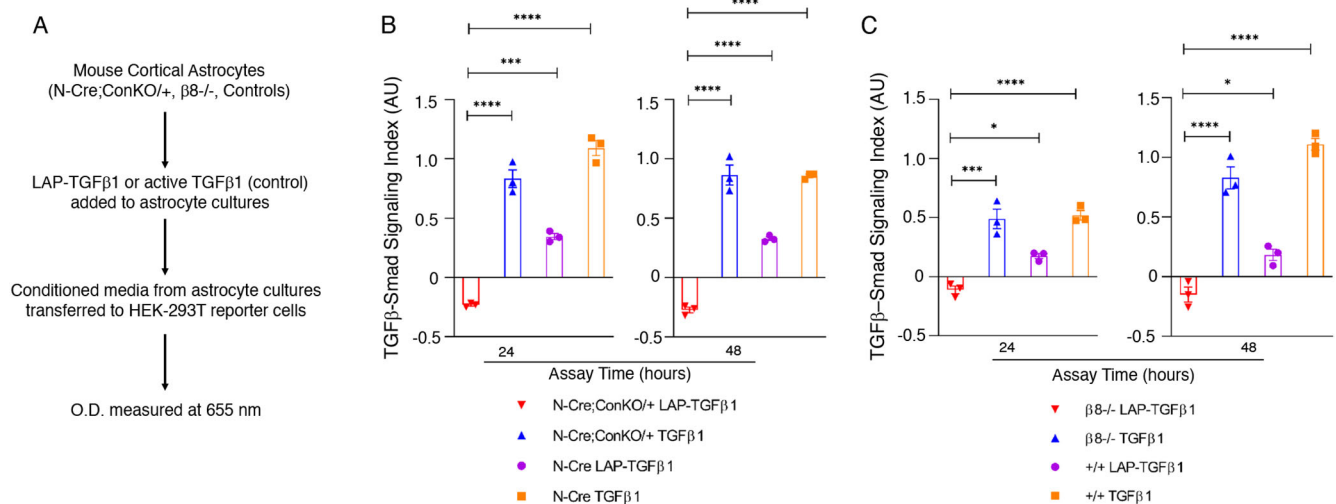 A
Mouse Cortical Astrocytes
(N-Cre;ConKO/+, β8-/-, Controls)
LAP-TGFβ1 or active TGFβ1 (control)
added to astrocyte cultures
Conditioned media from astrocyte cultures
transferred to HEK-293T reporter cells
O.D. measured at 655 nm
B
TGFβ-Smad Signaling Index (AU)
****
***
****
1.5
1.0
0.5
0
-0.5
24
****
****
****
1.5
1.0
0.5
0
-0.5
48
Assay Time (hours)
N-Cre;ConKO/+ LAP-TGFβ1
N-Cre;ConKO/+ TGFβ1
N-Cre LAP-TGFβ1
N-Cre TGFβ1
C
TGFβ-Smad Signaling Index (AU)
****
*
***
1.5
1.0
0.5
0
-0.5
24
****
*
****
1.5
1.0
0.5
0
-0.5
48
Assay Time (hours)
β8-/- LAP-TGFβ1
β8-/- TGFβ1
+/+ LAP-TGFβ1
+/+ TGFβ1